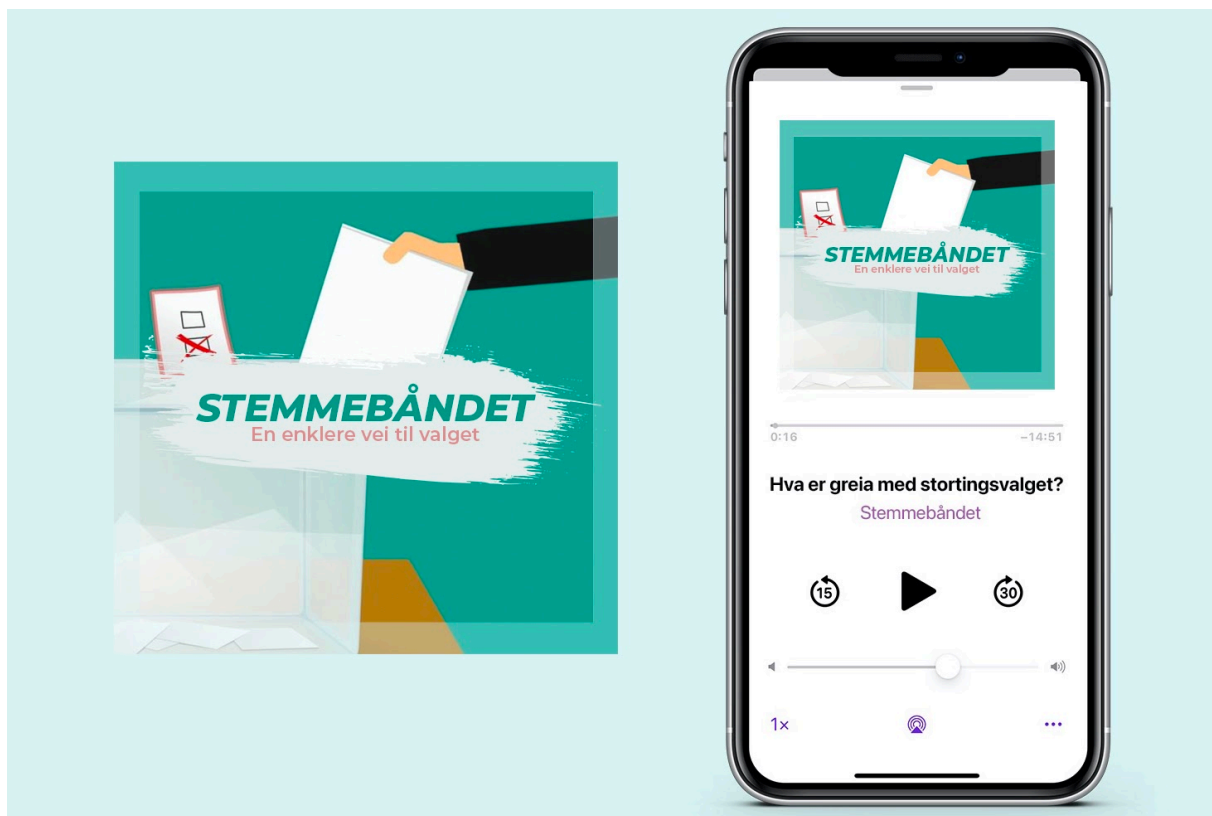 STEMMEBÅNDET
En enklere vei til valget
STEMMEBÅNDET
En enklere vei til valget
0:16
−14:51
Hva er greia med stortingsvalget?
Stemmebåndet
15
30
1×